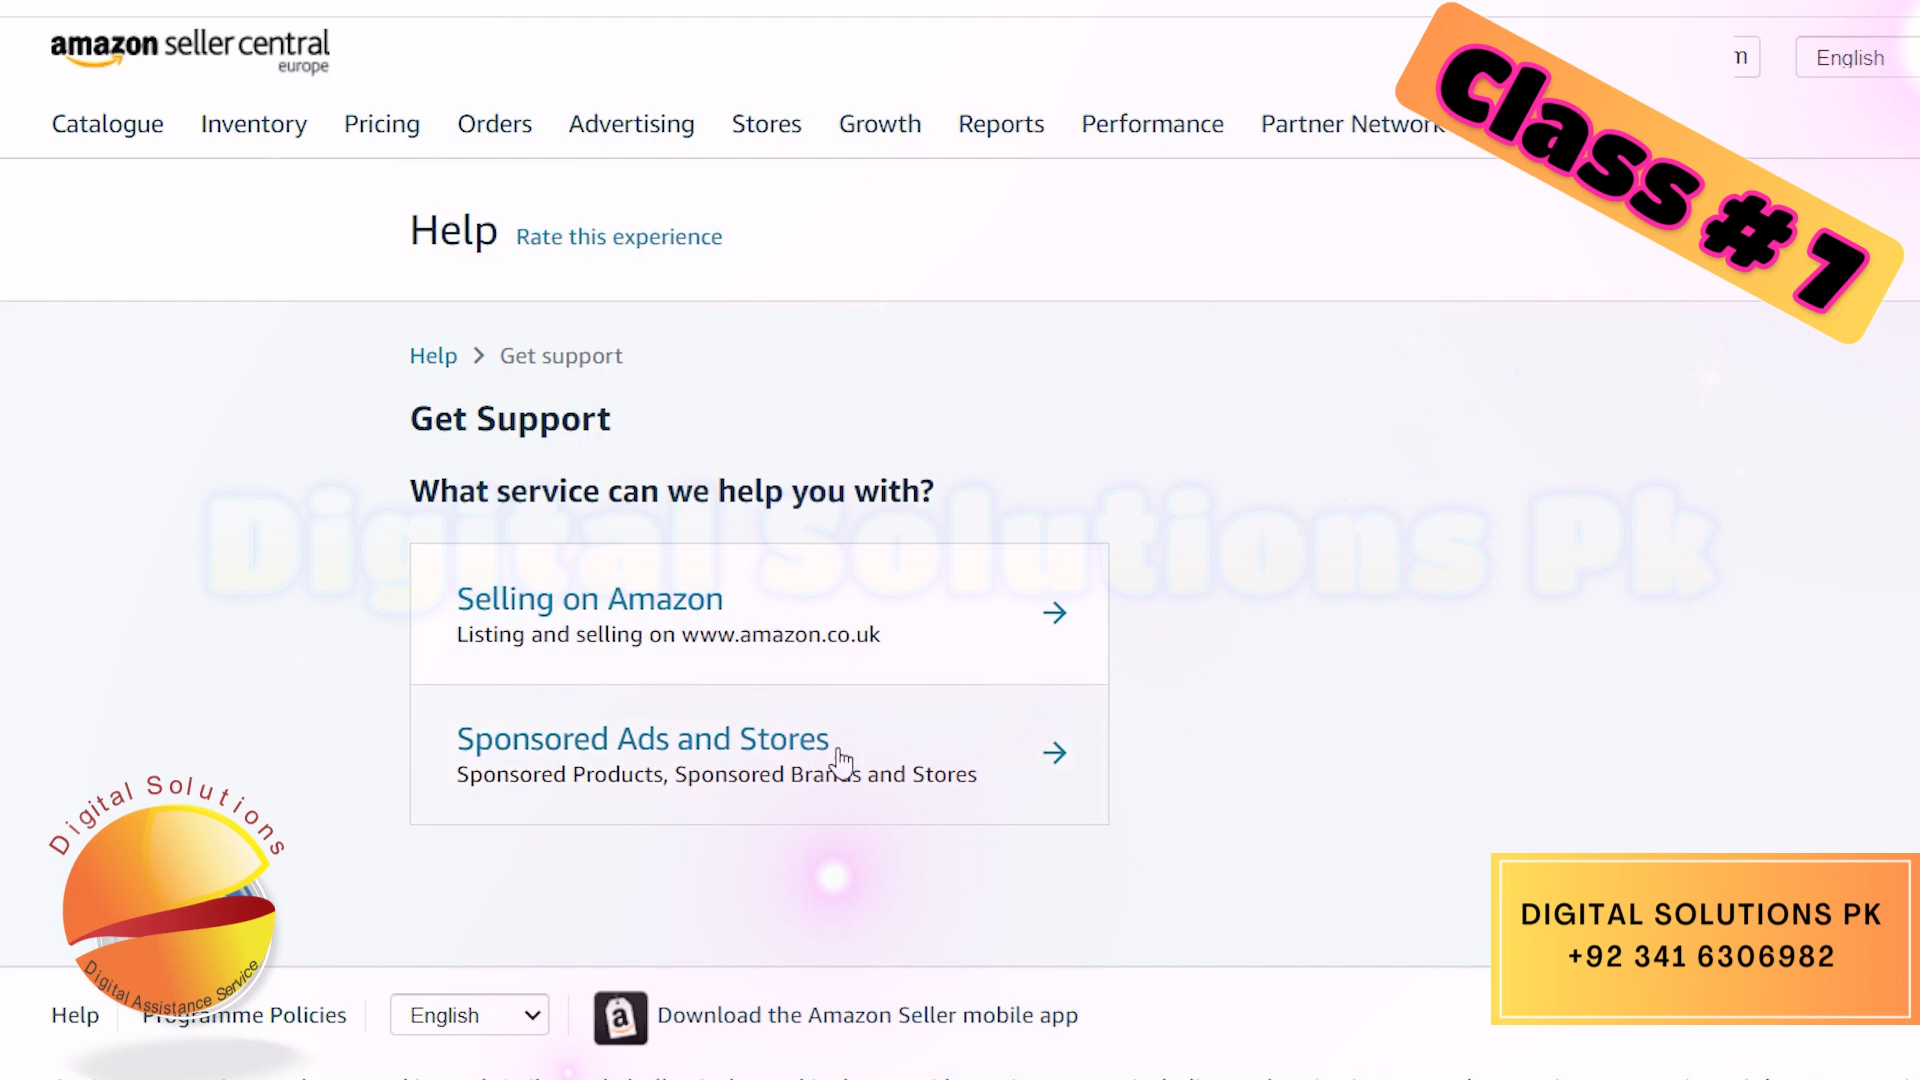 amazon seller central
europe
English
Catalogue Inventory Pricing Orders Advertising Stores Growth Reports Performance Partner Network
Class # 7
Help Rate this experience
Help > Get support
Get Support
What service can we help you with?
Digital Solutions Pk
Selling on Amazon
Listing and selling on www.amazon.co.uk
Sponsored Ads and Stores
Sponsored Products, Sponsored Brands and Stores
Digital Solutions
Digital Assistance Service
DIGITAL SOLUTIONS PK
+92 341 6306982
Help Programme Policies English Download the Amazon Seller mobile app